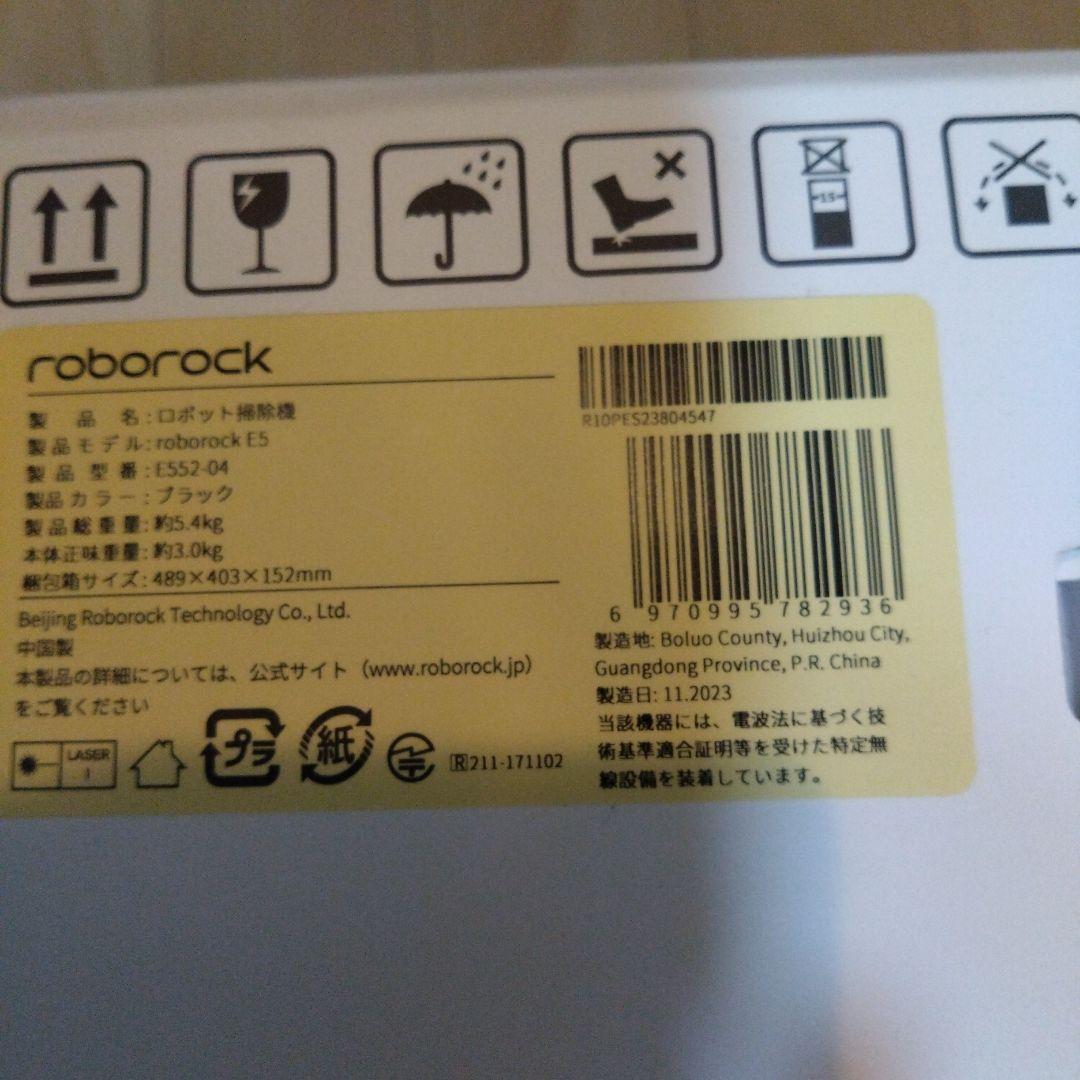 15
roborock
製品名:ロボット掃除機
製品モデル:roborock E5
製品型番:E552-04
製品カラー:ブラック
製品総重量:約5.4kg
本体正味重量:約3.0kg
梱包箱サイズ:489×403×152mm
Beijing Roborock Technology Co., Ltd.
中国製
本製品の詳細については、公式サイト(www.roborock.jp)
をご覧ください
LASER
1
プラ
紙
R 211-171102
R10PES23804547
6 970995 782936
製造地: Boluo County, Huizhou City,
Guangdong Province, P.R. China
製造日: 11.2023
当該機器には、電波法に基づく技
術基準適合証明等を受けた特定無
線設備を装着しています。